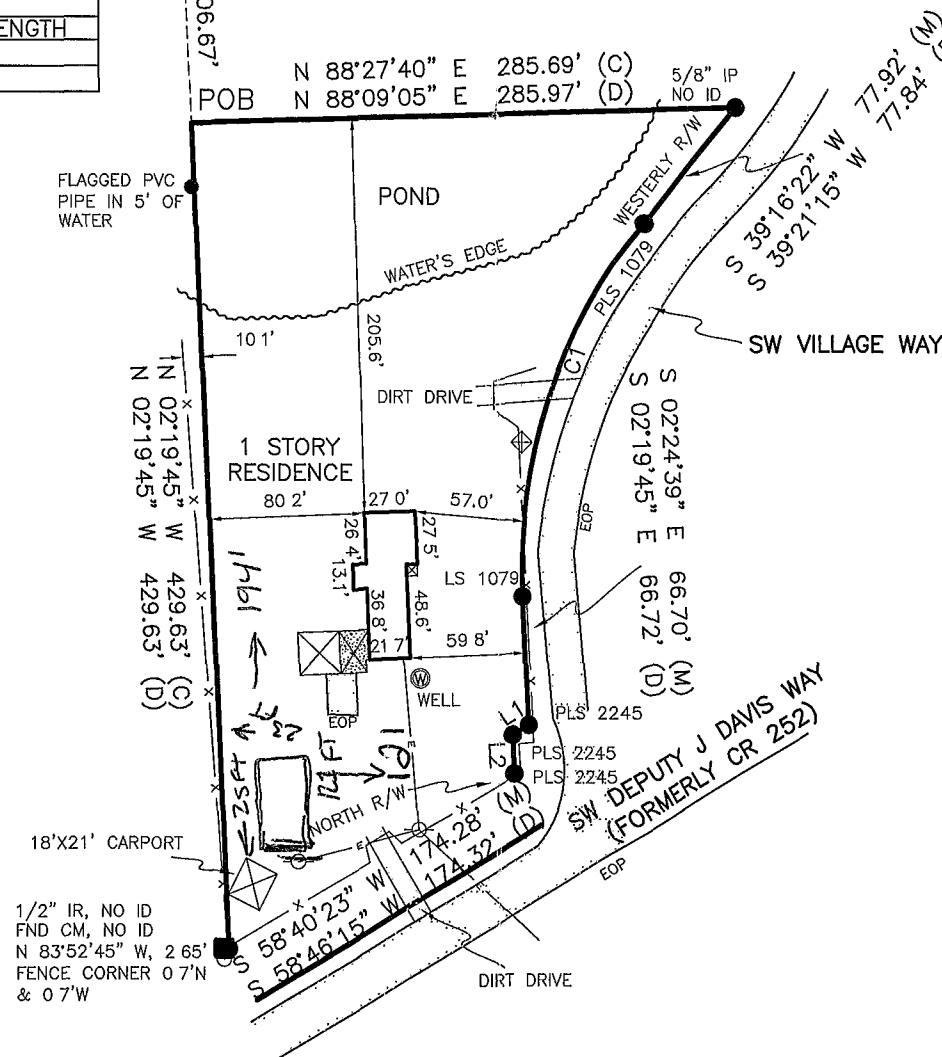 ENGTH
06.67'
N 88°27'40" E 285.69' (C)
POB N 88°09'05" E 285.97' (D)
5/8" IP
NO ID
S 39°16'22" W 77.92' (M)
S 39°21'15" W 77.84'
FLAGGED PVC
PIPE IN 5' OF
WATER
POND
WESTERLY R/W
WATER'S EDGE
PLS 1079
C1
SW VILLAGE WAY
10 1'
205.6'
DIRT DRIVE
N 02°19'45" W 429.63' (C)
N 02°19'45" W 429.63' (D)
1 STORY
RESIDENCE
80 2'
27 0'
57.0'
26 4'
27 5'
13.1'
36 8'
48.6'
21 7'
59 8'
LS 1079
EOP
S 02°24'39" E 66.70' (M)
S 02°19'45" E 66.72' (D)
W
WELL
EOP
L1
PLS 2245
L2
PLS 2245
PLS 2245
25 ft
23 ft
121
NORTH R/W
174.28' (M)
174.32' (D)
S 58°40'23" W
S 58°46'15" W
SW DEPUTY J DAVIS WAY
(FORMERLY CR 252)
EOP
18'X21' CARPORT
1/2" IR, NO ID
FND CM, NO ID
N 83°52'45" W, 2 65'
FENCE CORNER 0 7'N
& 0 7'W
DIRT DRIVE